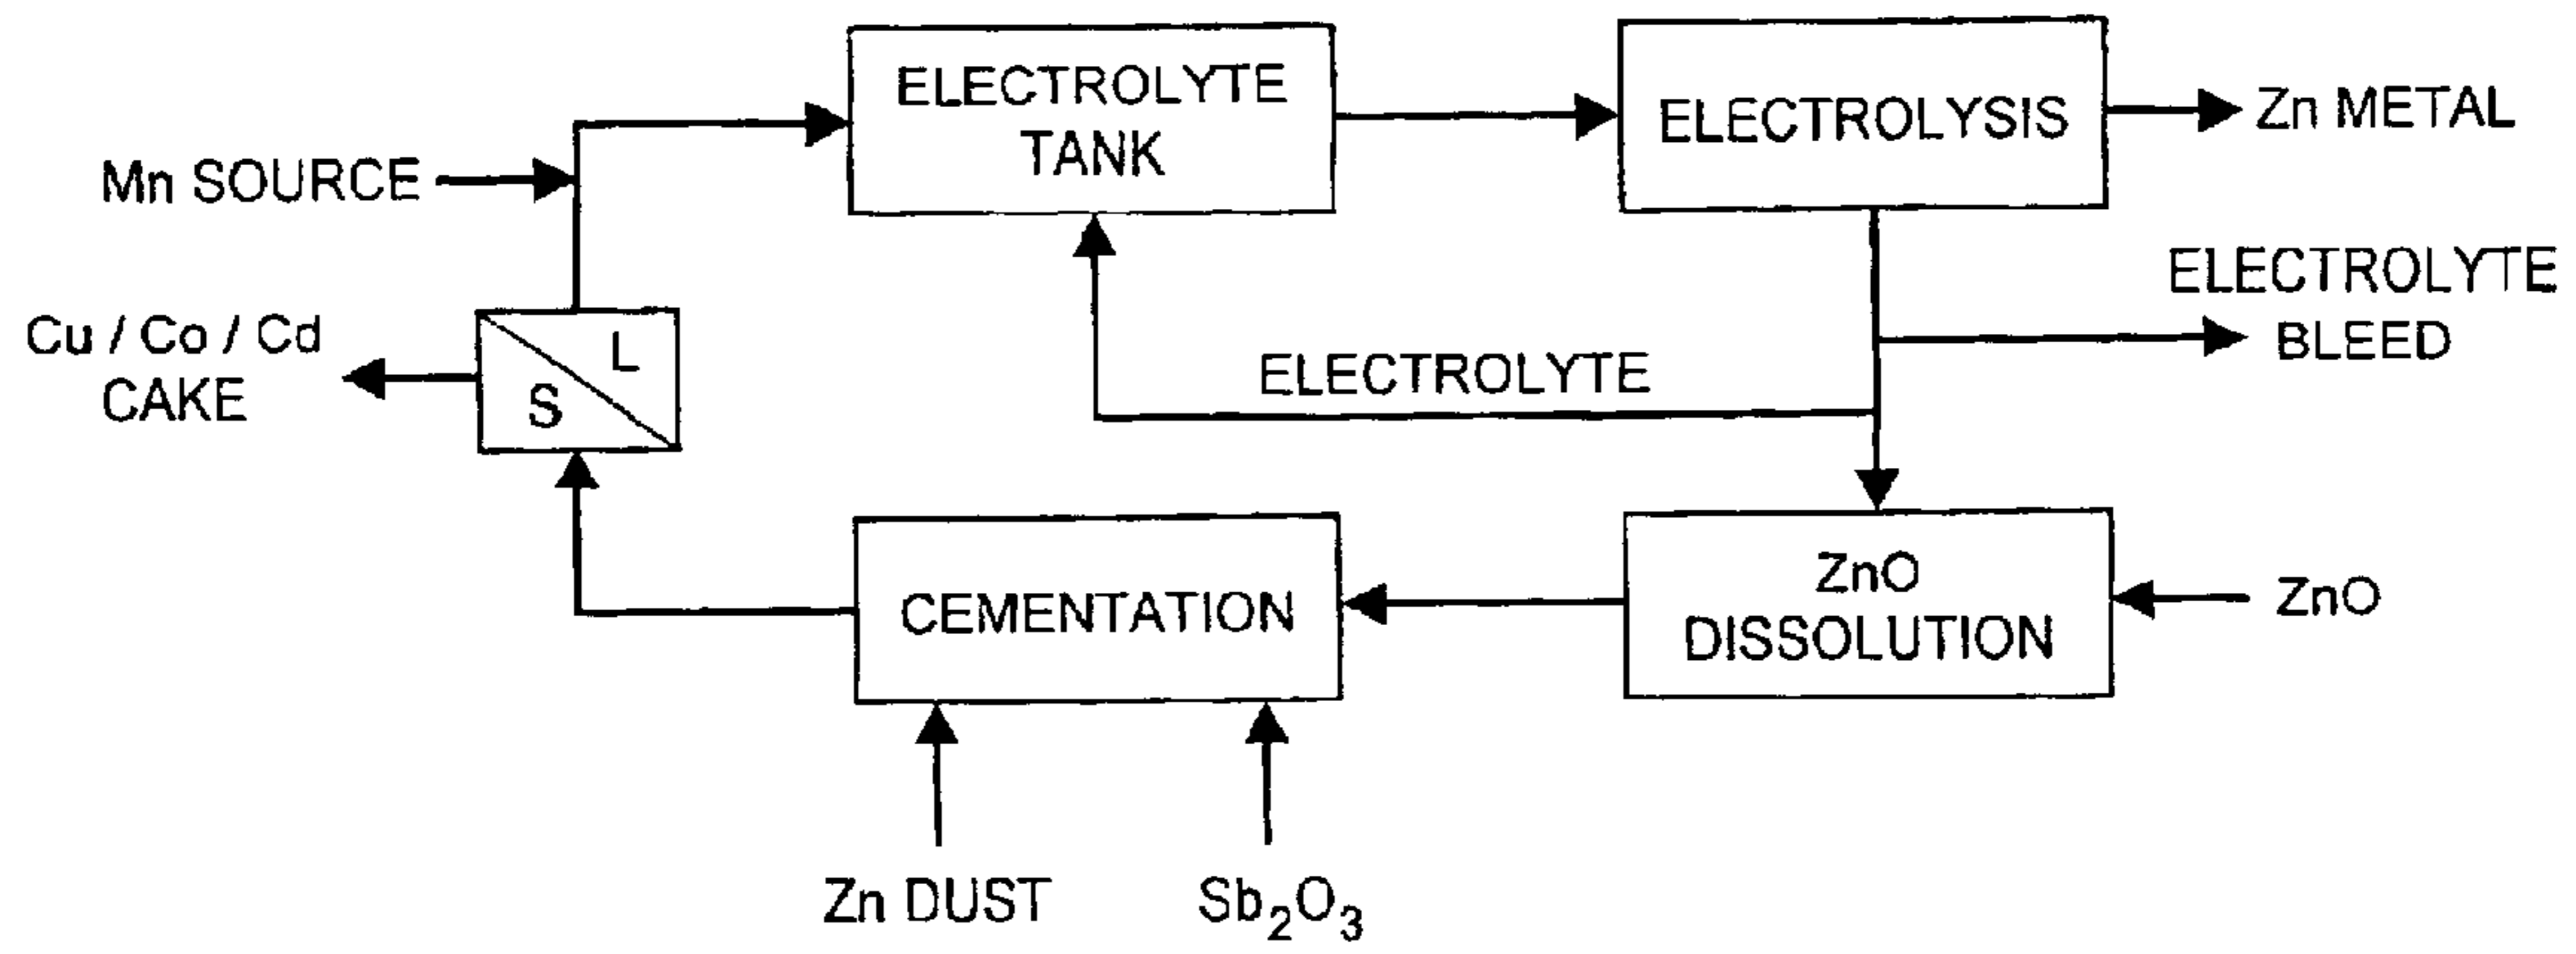 ELECTROLYTE
TANK
ELECTROLYSIS
Zn METAL
Mn SOURCE
ELECTROLYTE
BLEED
Cu / Co / Cd
CAKE
L
S
ELECTROLYTE
CEMENTATION
ZnO
DISSOLUTION
ZnO
Zn DUST
Sb₂O₃